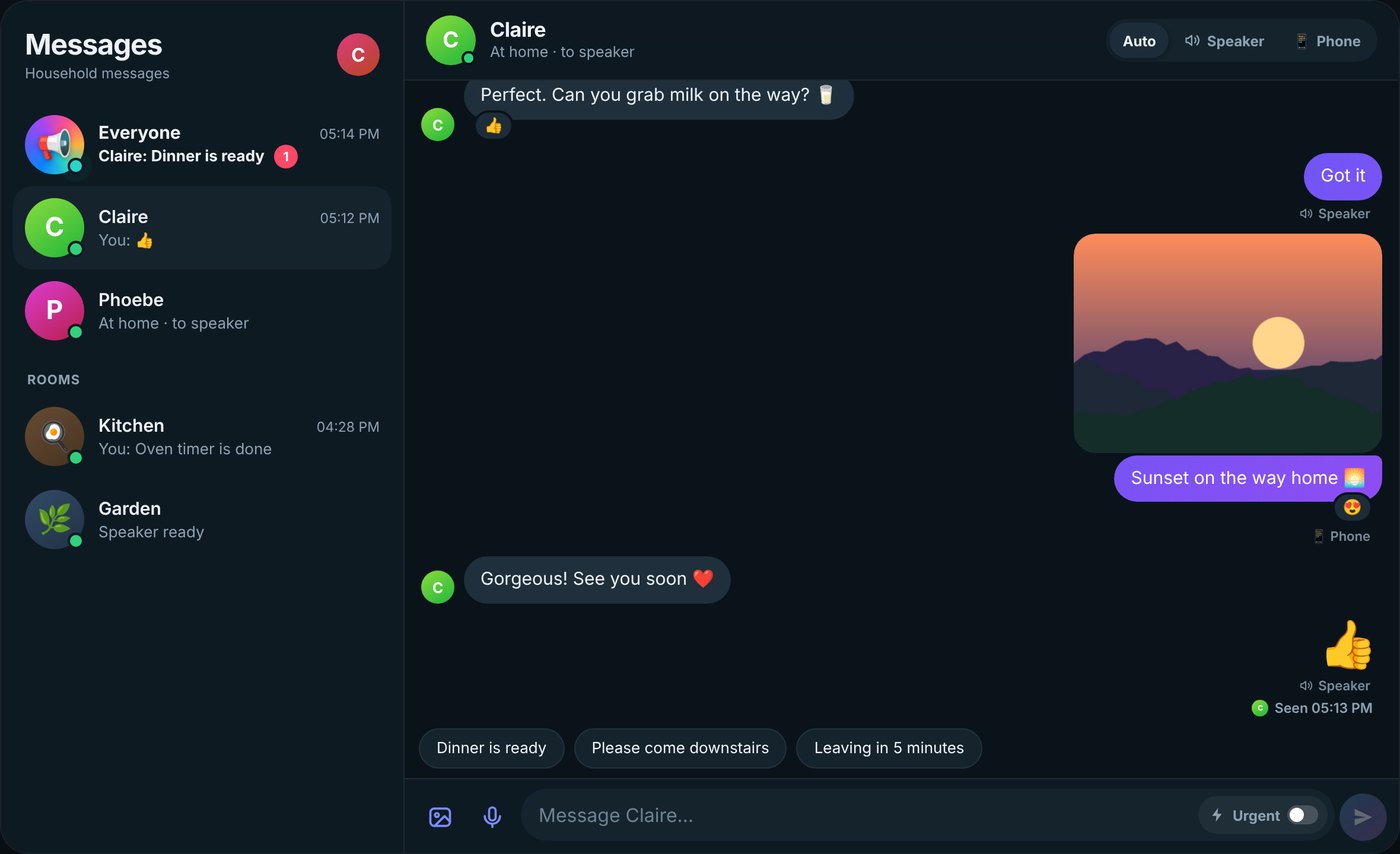 Messages
Household messages
C
Everyone
05:14 PM
Claire: Dinner is ready
1
C
Claire
05:12 PM
You: 👍
P
Phoebe
At home · to speaker
ROOMS
Kitchen
04:28 PM
You: Oven timer is done
Garden
Speaker ready
C
Claire
At home · to speaker
Auto
Speaker
📱 Phone
Perfect. Can you grab milk on the way? 🥛
C
👍
Got it
Speaker
Sunset on the way home 🌅
😍
📱 Phone
C
Gorgeous! See you soon ❤️
👍
Speaker
C
Seen 05:13 PM
Dinner is ready
Please come downstairs
Leaving in 5 minutes
Message Claire...
Urgent